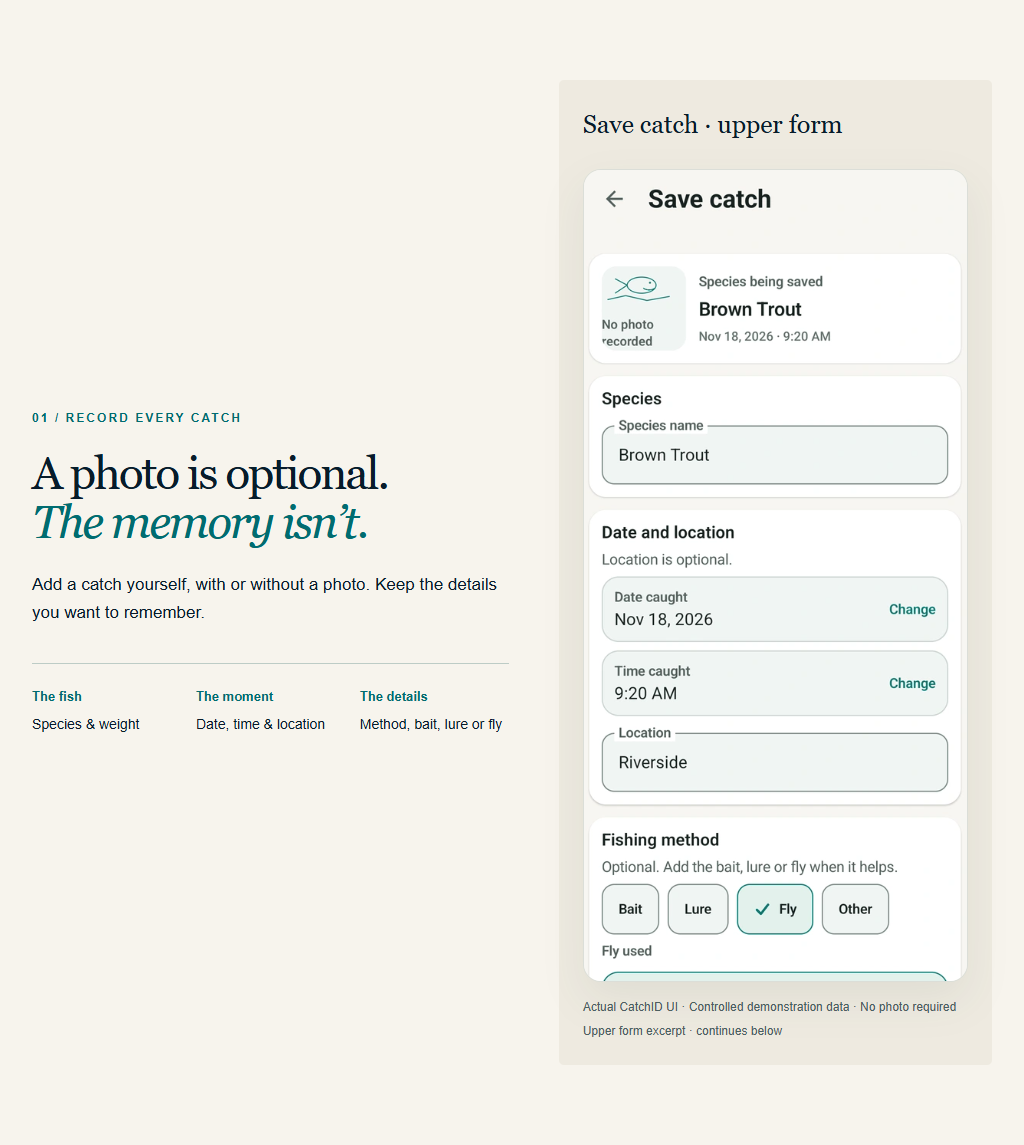 01 / RECORD EVERY CATCH
A photo is optional.
The memory isn’t.
Add a catch yourself, with or without a photo. Keep the details
you want to remember.
The fish
Species & weight
The moment
Date, time & location
The details
Method, bait, lure or fly
Save catch · upper form
Save catch
No photo
recorded
Species being saved
Brown Trout
Nov 18, 2026 · 9:20 AM
Species
Species name
Brown Trout
Date and location
Location is optional.
Date caught
Nov 18, 2026
Change
Time caught
9:20 AM
Change
Location
Riverside
Fishing method
Optional. Add the bait, lure or fly when it helps.
Bait
Lure
Fly
Other
Fly used
Actual CatchID UI · Controlled demonstration data · No photo required
Upper form excerpt · continues below